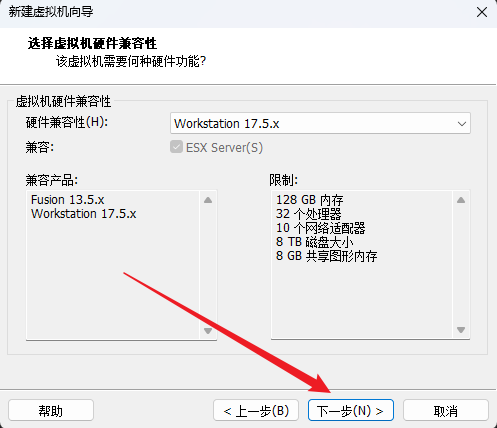 新建虚拟机向导
选择虚拟机硬件兼容性
该虚拟机需要何种硬件功能?
虚拟机硬件兼容性
硬件兼容性(H):
Workstation 17.5.x
兼容:
ESX Server(S)
兼容产品:
Fusion 13.5.x
Workstation 17.5.x
限制:
128 GB 内存
32 个处理器
10 个网络适配器
8 TB 磁盘大小
8 GB 共享图形内存
帮助
< 上一步(B)
下一步(N) >
取消